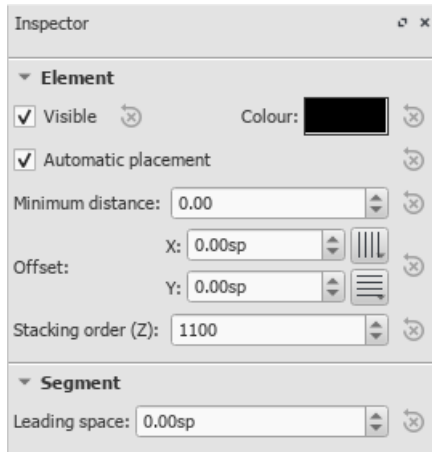 Inspector
Element
Visible Colour:
Automatic placement
Minimum distance: 0.00
X: 0.00sp
Offset:
Y: 0.00sp
Stacking order (Z): 1100
Segment
Leading space: 0.00sp